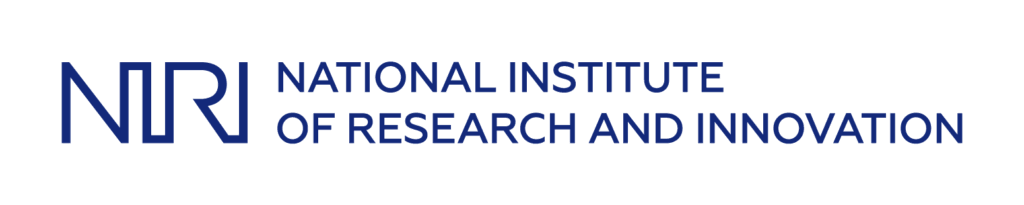 NIRI
NATIONAL INSTITUTE
OF RESEARCH AND INNOVATION